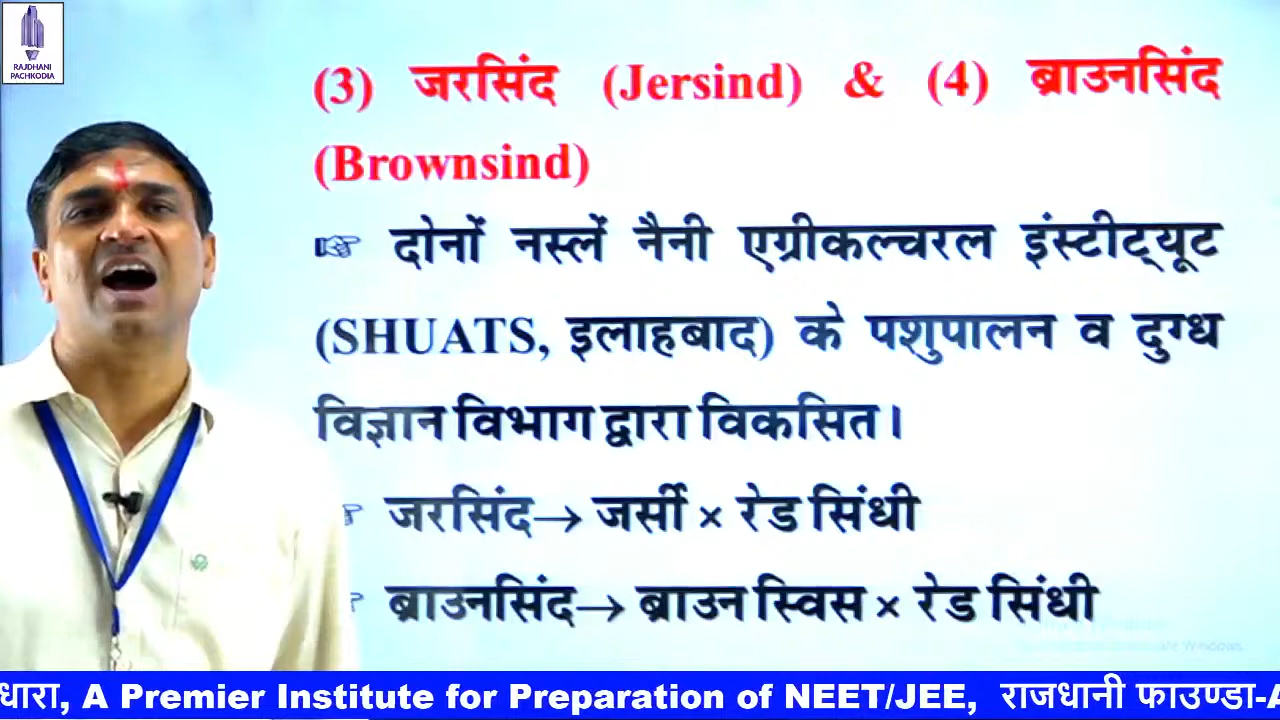 RAJDHANI
PACHKODIA
(3) जरसिंद (Jersind) & (4) ब्राउनसिंद
(Brownsind)
☞ दोनों नस्लें नैनी एग्रीकल्चरल इंस्टीट्यूट
(SHUATS, इलाहबाद) के पशुपालन व दुग्ध
विज्ञान विभाग द्वारा विकसित।
☞ जरसिंद→ जर्सी × रेड सिंधी
☞ ब्राउनसिंद→ ब्राउन स्विस × रेड सिंधी
धारा, A Premier Institute for Preparation of NEET/JEE, राजधानी फाउण्डा-A